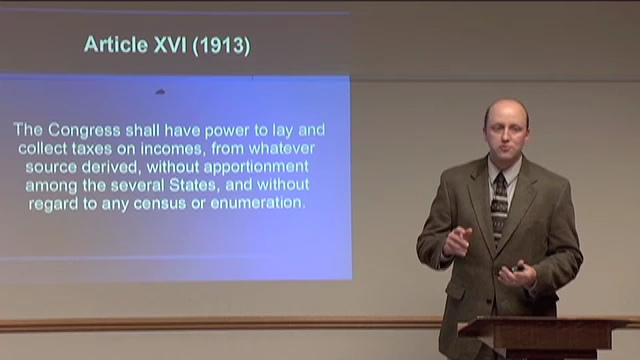 Article XVI (1913)
The Congress shall have power to lay and
collect taxes on incomes, from whatever
source derived, without apportionment
among the several States, and without
regard to any census or enumeration.